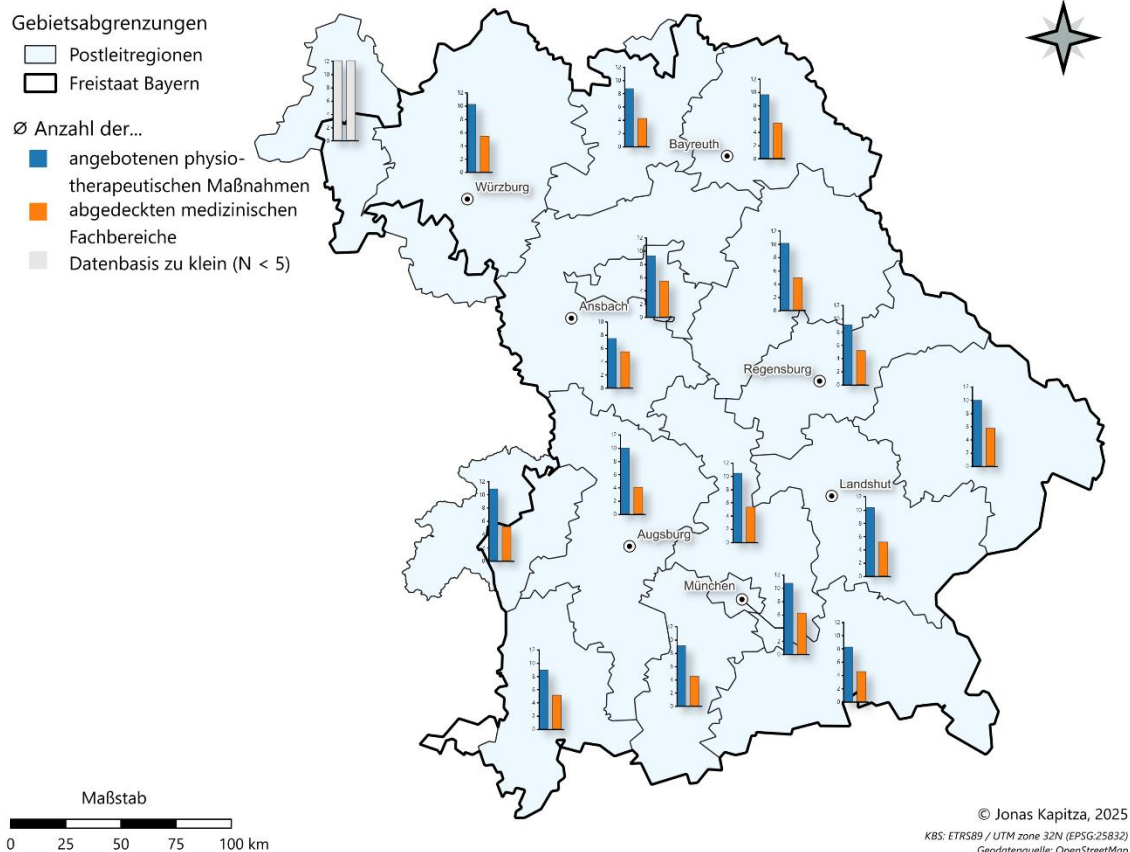 Gebietsabgrenzungen
Postleitregionen
Freistaat Bayern
Ø Anzahl der...
angebotenen physio-
therapeutischen Maßnahmen
abgedeckten medizinischen
Fachbereiche
Datenbasis zu klein (N < 5)
Bayreuth
Würzburg
Ansbach
Regensburg
Landshut
Augsburg
München
Maßstab
0 25 50 75 100 km
© Jonas Kapitza, 2025
KBS: ETRS89 / UTM zone 32N (EPSG:25832)
Geodatenquelle: OpenStreetMap